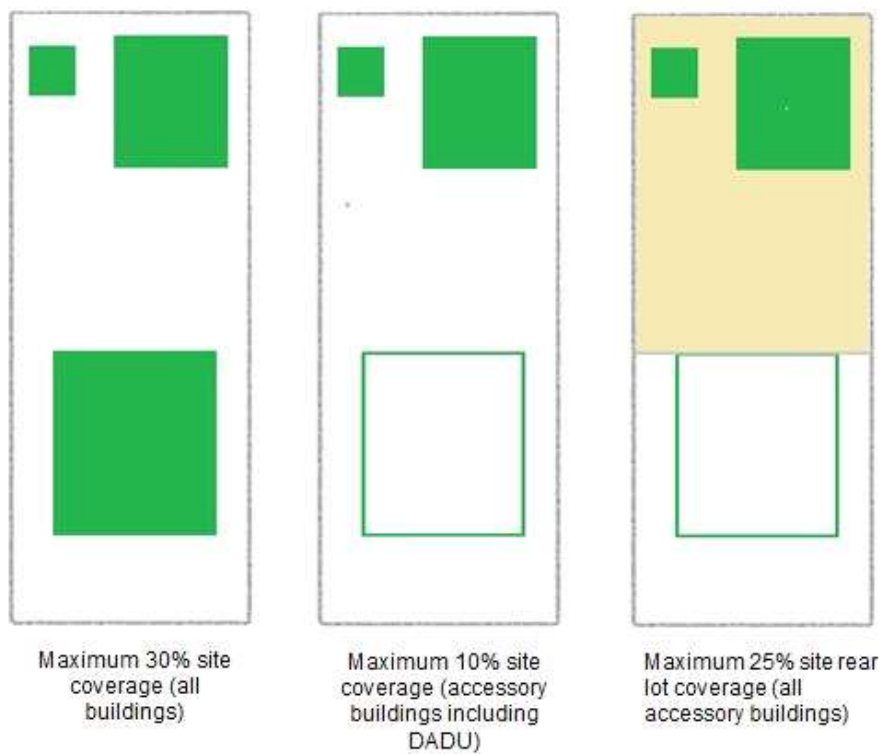 Maximum 30% site
coverage (all
buildings)
Maximum 10% site
coverage (accessory
buildings including
DADU)
Maximum 25% site rear
lot coverage (all
accessory buildings)